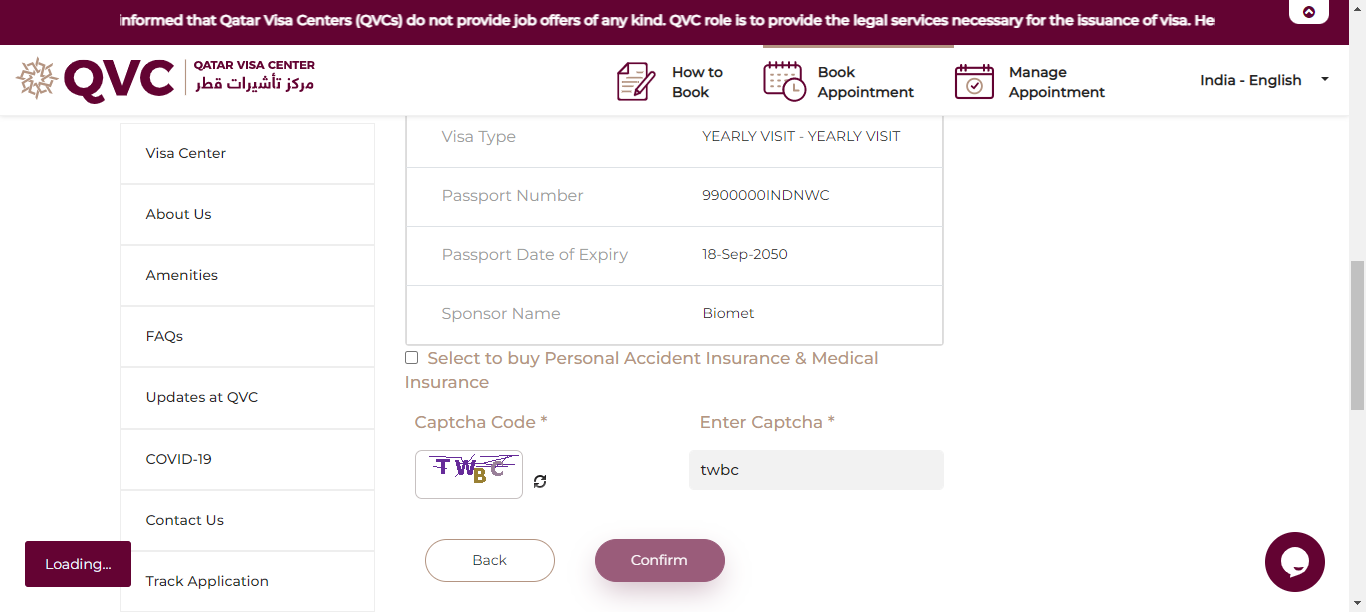 informed that Qatar Visa Centers (QVCs) do not provide job offers of any kind. QVC role is to provide the legal services necessary for the issuance of visa. He
QVC
QATAR VISA CENTER
مركز تأشيرات قطر
How to
Book
Book
Appointment
Manage
Appointment
India - English
Visa Center
About Us
Amenities
FAQs
Updates at QVC
COVID-19
Contact Us
Track Application
Loading...
Visa Type
YEARLY VISIT - YEARLY VISIT
Passport Number
9900000INDNWC
Passport Date of Expiry
18-Sep-2050
Sponsor Name
Biomet
Select to buy Personal Accident Insurance & Medical
Insurance
Captcha Code *
Enter Captcha *
TWBC
twbc
Back
Confirm